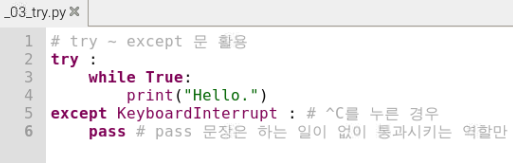 _03_try.py
1 # try ~ except 문 활용
2 try :
3     while True:
4         print("Hello.")
5 except KeyboardInterrupt : # ^C를 누른 경우
6     pass # pass 문장은 하는 일이 없이 통과시키는 역할만